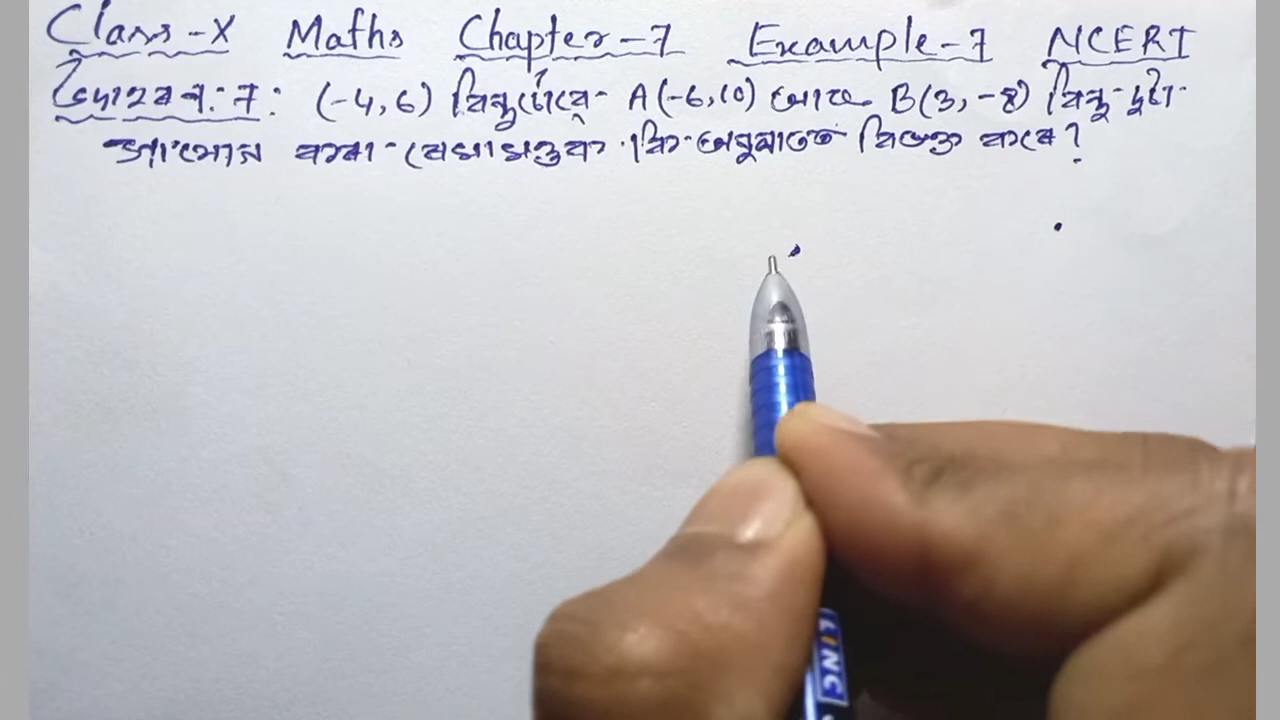 Class-X Maths Chapter-7 Example-7 NCERT
উদাহৰণ: 7: (-4,6) বিন্দুটোৱে A(-6,10) আৰু B(3,-8) বিন্দু দুটা
সংযোগ কৰা ৰেখাখণ্ডক কি অনুপাতত বিভক্ত কৰে?
LINC